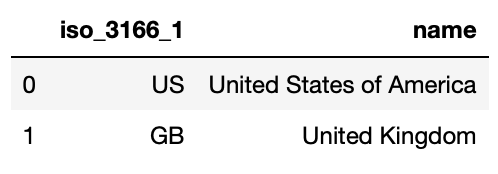 iso_3166_1 name
0 US United States of America
1 GB United Kingdom